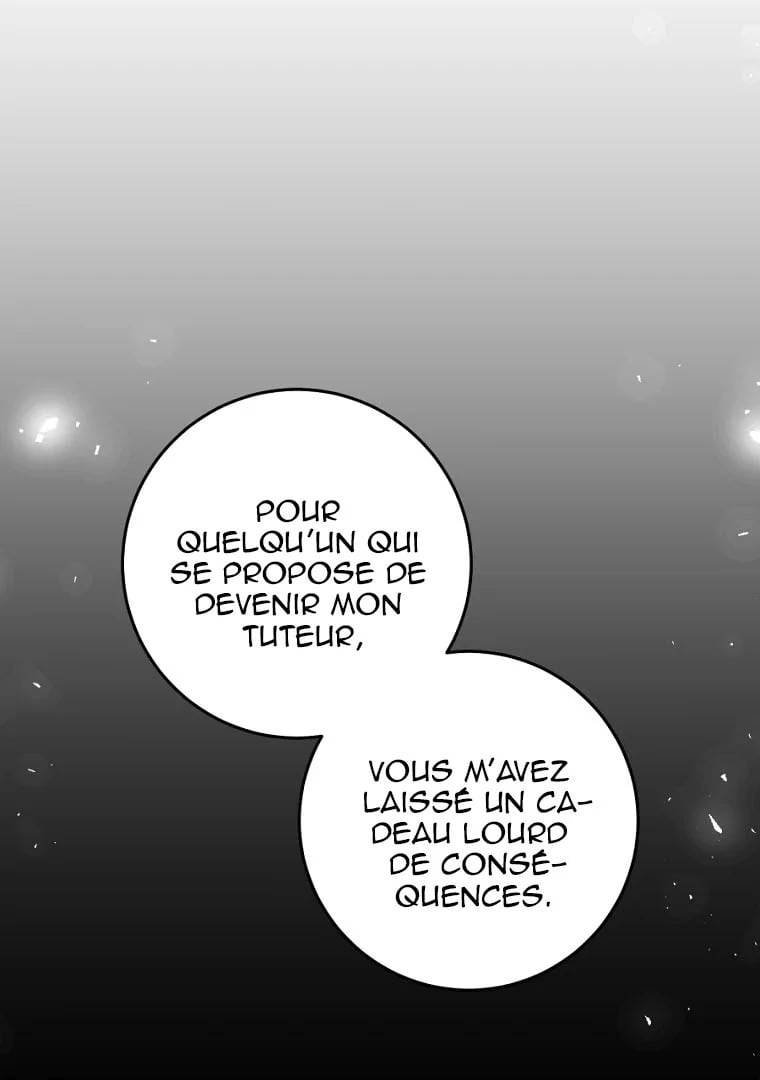 POUR
QUELQU'UN QUI
SE PROPOSE DE
DEVENIR MON
TUTEUR,
VOUS M'AVEZ
LAISSÉ UN CA-
DEAU LOURD
DE CONSÉ-
QUENCES.